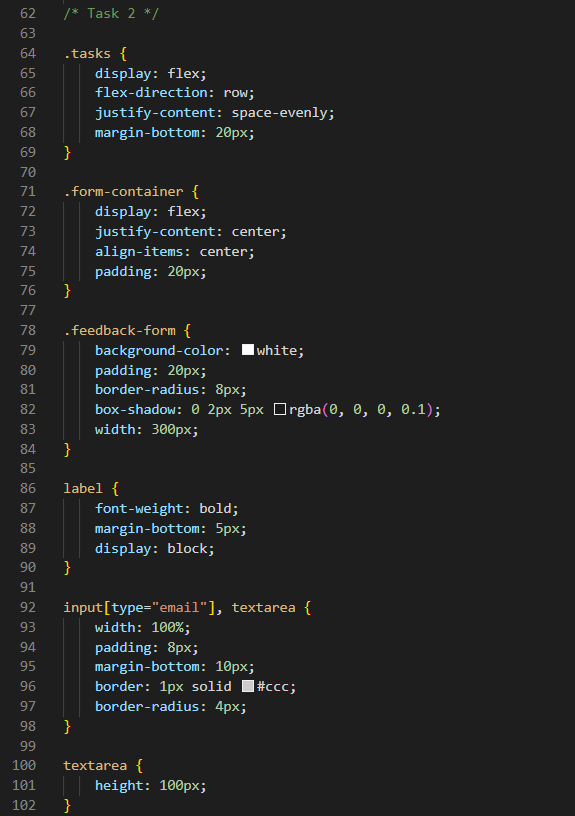 62 /* Task 2 */
63
64 .tasks {
65     display: flex;
66     flex-direction: row;
67     justify-content: space-evenly;
68     margin-bottom: 20px;
69 }
70
71 .form-container {
72     display: flex;
73     justify-content: center;
74     align-items: center;
75     padding: 20px;
76 }
77
78 .feedback-form {
79     background-color: white;
80     padding: 20px;
81     border-radius: 8px;
82     box-shadow: 0 2px 5px rgba(0, 0, 0, 0.1);
83     width: 300px;
84 }
85
86 label {
87     font-weight: bold;
88     margin-bottom: 5px;
89     display: block;
90 }
91
92 input[type="email"], textarea {
93     width: 100%;
94     padding: 8px;
95     margin-bottom: 10px;
96     border: 1px solid #ccc;
97     border-radius: 4px;
98 }
99
100 textarea {
101     height: 100px;
102 }